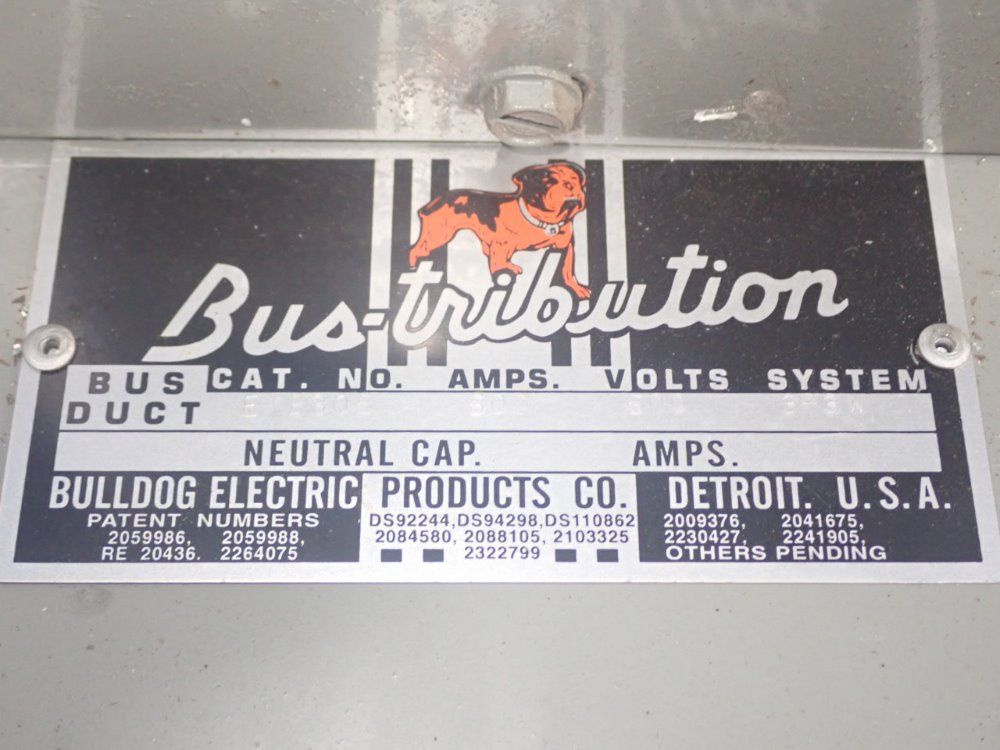 Bus-tribution
BUS DUCT CAT. NO. AMPS. VOLTS SYSTEM
NEUTRAL CAP. AMPS.
BULLDOG ELECTRIC PRODUCTS CO. DETROIT. U.S.A.
PATENT NUMBERS
2059986, 2059988,
RE 20436. 2264075
DS92244,DS94298,DS110862
2084580, 2088105, 2103325
2322799
2009376, 2041675,
2230427, 2241905,
OTHERS PENDING